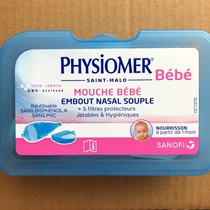 PHYSIOMER
SAINT-MALO
Bébé
MOUCHE BÉBÉ
EMBOUT NASAL SOUPLE
+ 5 filtres protecteurs
Jetables & Hygiéniques
Réutilisable
SANS BISPHÉNOL A
SANS PVC
NOURRISSON
à partir de 1 mois
SANOFI